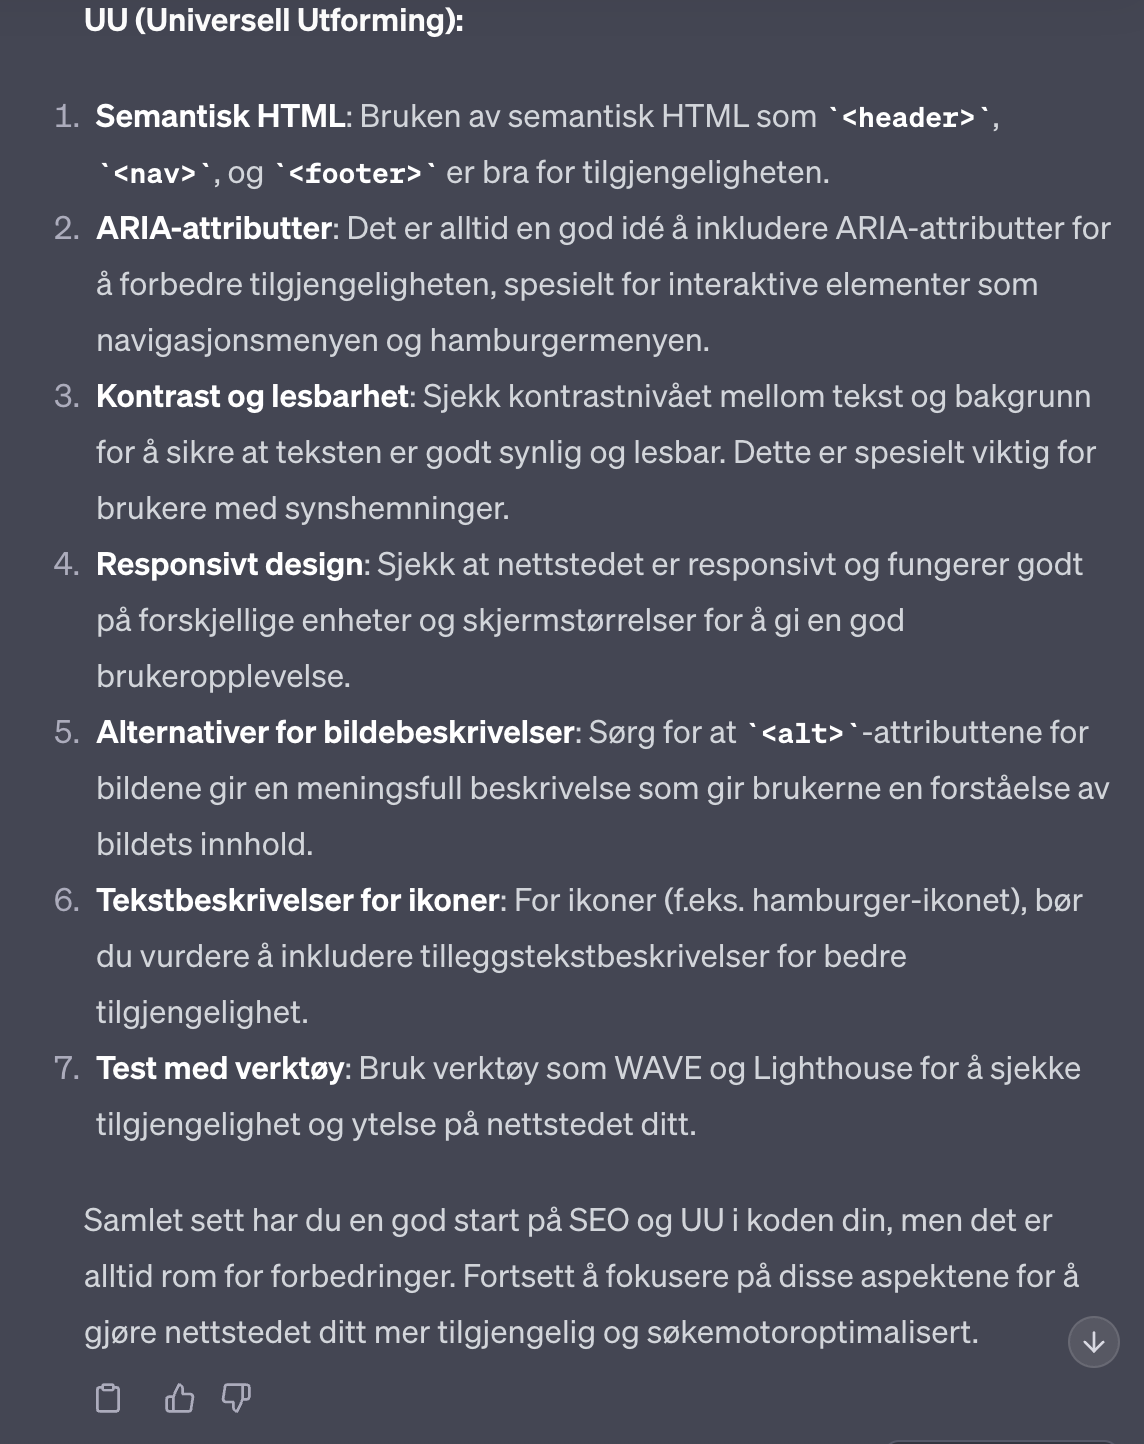 UU (Universell Utforming):
1. Semantisk HTML: Bruken av semantisk HTML som `<header>`,
`<nav>`, og `<footer>` er bra for tilgjengeligheten.
2. ARIA-attributter: Det er alltid en god idé å inkludere ARIA-attributter for
å forbedre tilgjengeligheten, spesielt for interaktive elementer som
navigasjonsmenyen og hamburgermenyen.
3. Kontrast og lesbarhet: Sjekk kontrastnivået mellom tekst og bakgrunn
for å sikre at teksten er godt synlig og lesbar. Dette er spesielt viktig for
brukere med synshemninger.
4. Responsivt design: Sjekk at nettstedet er responsivt og fungerer godt
på forskjellige enheter og skjermstørrelser for å gi en god
brukeropplevelse.
5. Alternativer for bildebeskrivelser: Sørg for at `<alt>`-attributtene for
bildene gir en meningsfull beskrivelse som gir brukerne en forståelse av
bildets innhold.
6. Tekstbeskrivelser for ikoner: For ikoner (f.eks. hamburger-ikonet), bør
du vurdere å inkludere tilleggstekstbeskrivelser for bedre
tilgjengelighet.
7. Test med verktøy: Bruk verktøy som WAVE og Lighthouse for å sjekke
tilgjengelighet og ytelse på nettstedet ditt.
Samlet sett har du en god start på SEO og UU i koden din, men det er
alltid rom for forbedringer. Fortsett å fokusere på disse aspektene for å
gjøre nettstedet ditt mer tilgjengelig og søkemotoroptimalisert.